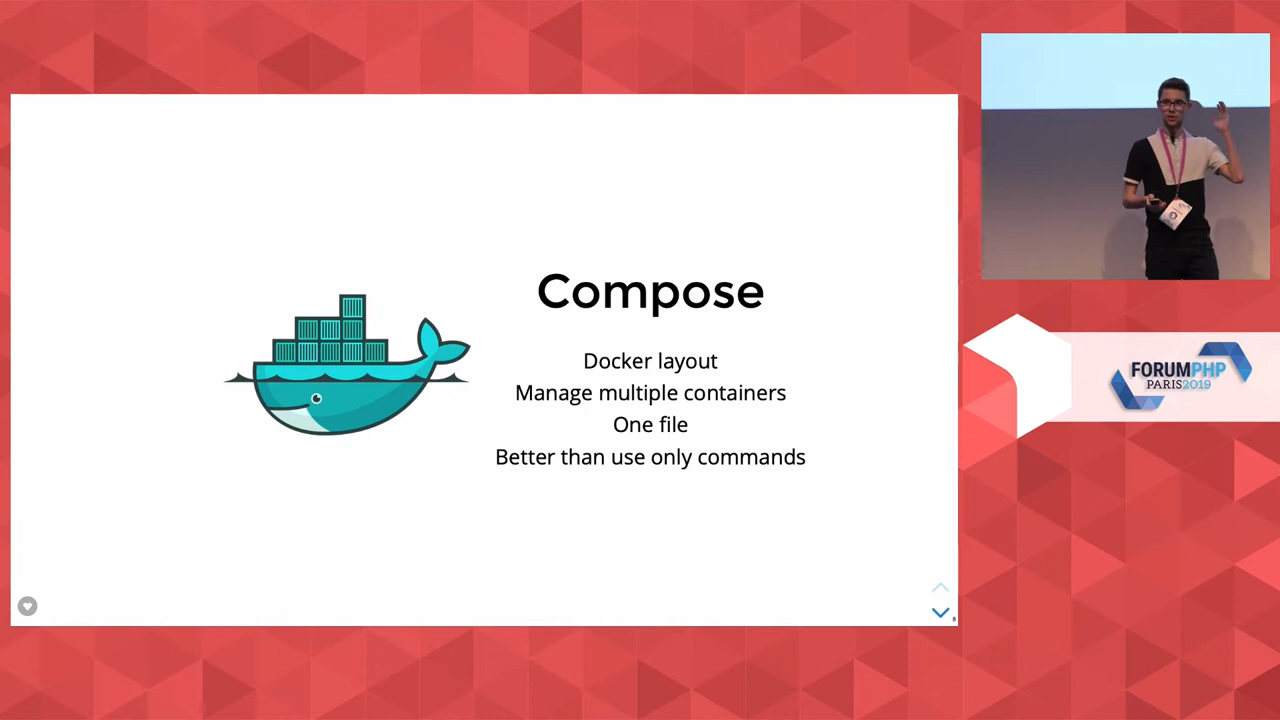 Compose
Docker layout
Manage multiple containers
One file
Better than use only commands
FORUMPHP
PARIS2019